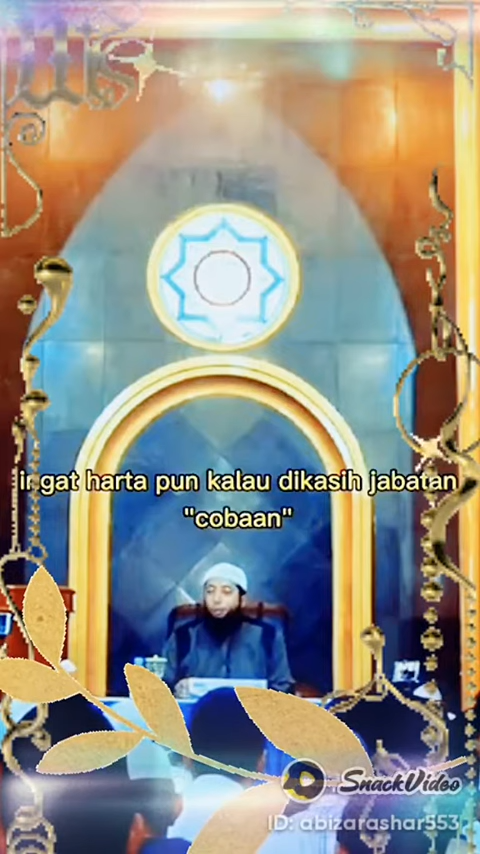 ingat harta pun kalau dikasih jabatan
"cobaan"
SnackVideo
ID: abizarashar553